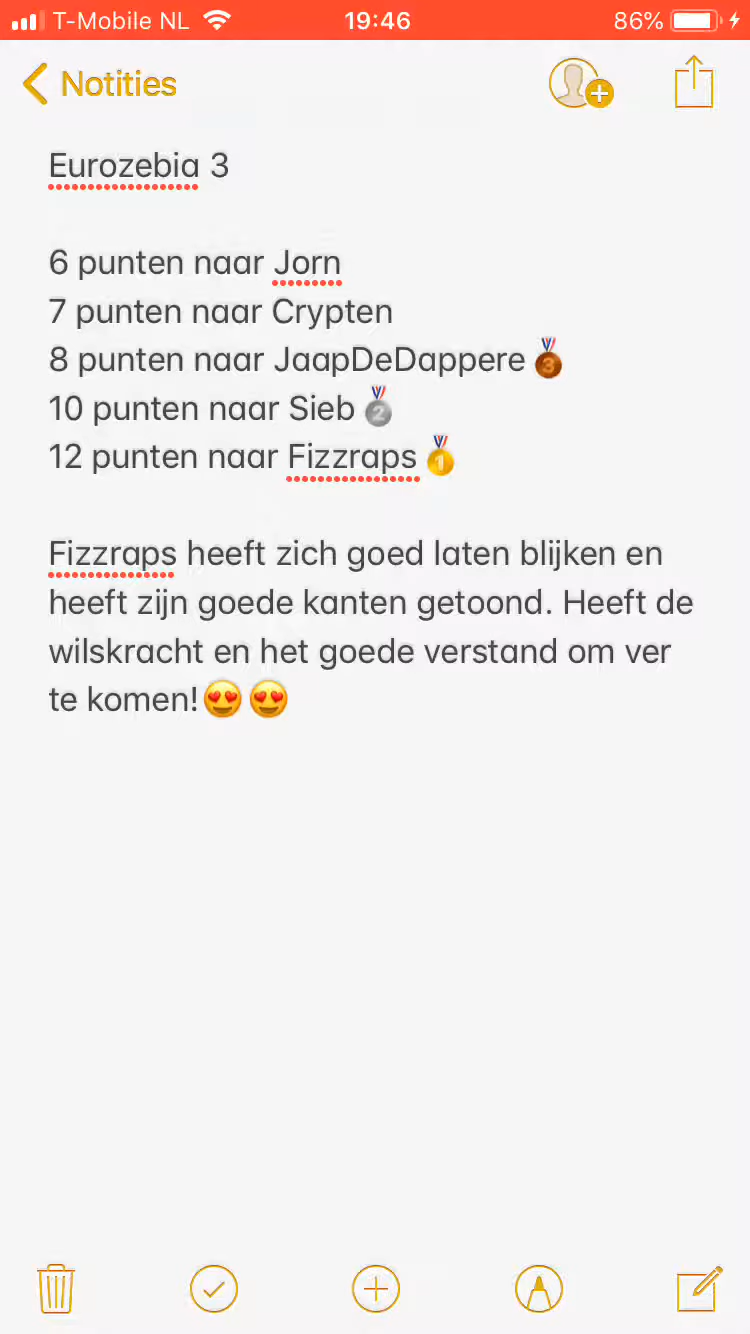 T-Mobile NL 19:46 86%
Notities
Eurozebia 3
6 punten naar Jorn
7 punten naar Crypten
8 punten naar JaapDeDappere🥉
10 punten naar Sieb🥈
12 punten naar Fizzraps🥇
Fizzraps heeft zich goed laten blijken en
heeft zijn goede kanten getoond. Heeft de
wilskracht en het goede verstand om ver
te komen!😍😍